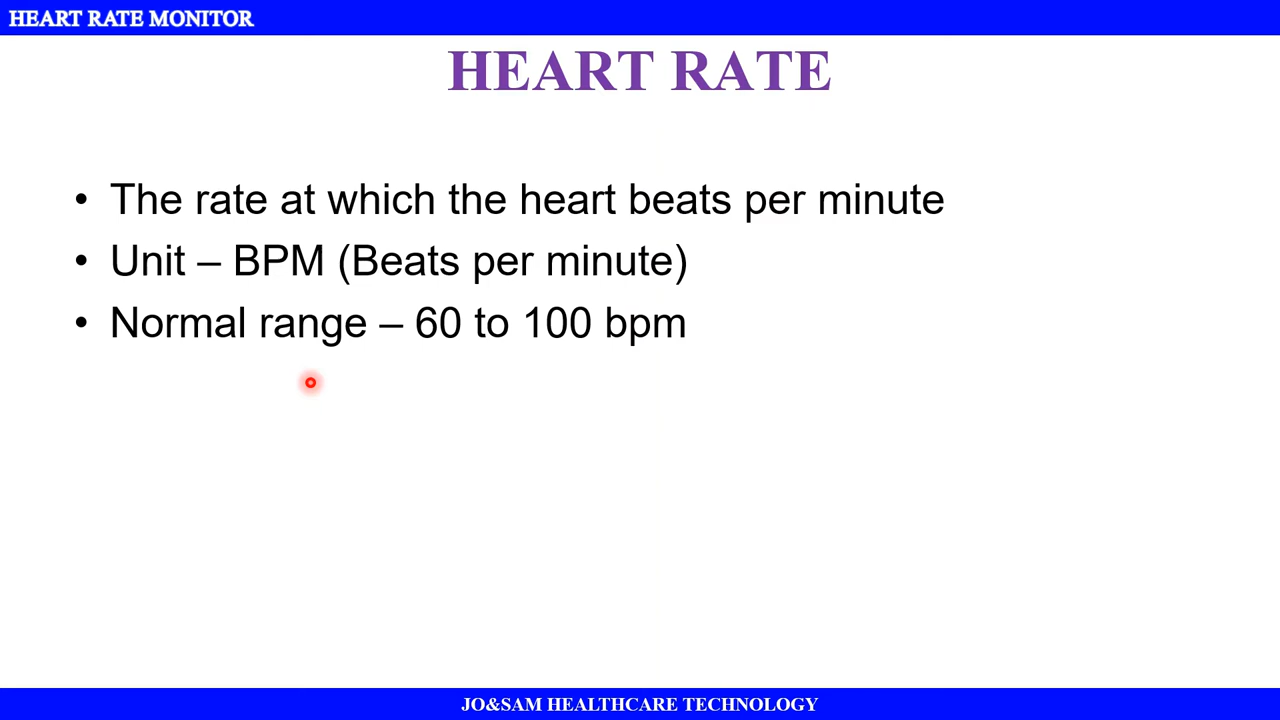 HEART RATE MONITOR
HEART RATE
• The rate at which the heart beats per minute
• Unit – BPM (Beats per minute)
• Normal range – 60 to 100 bpm
JO&SAM HEALTHCARE TECHNOLOGY